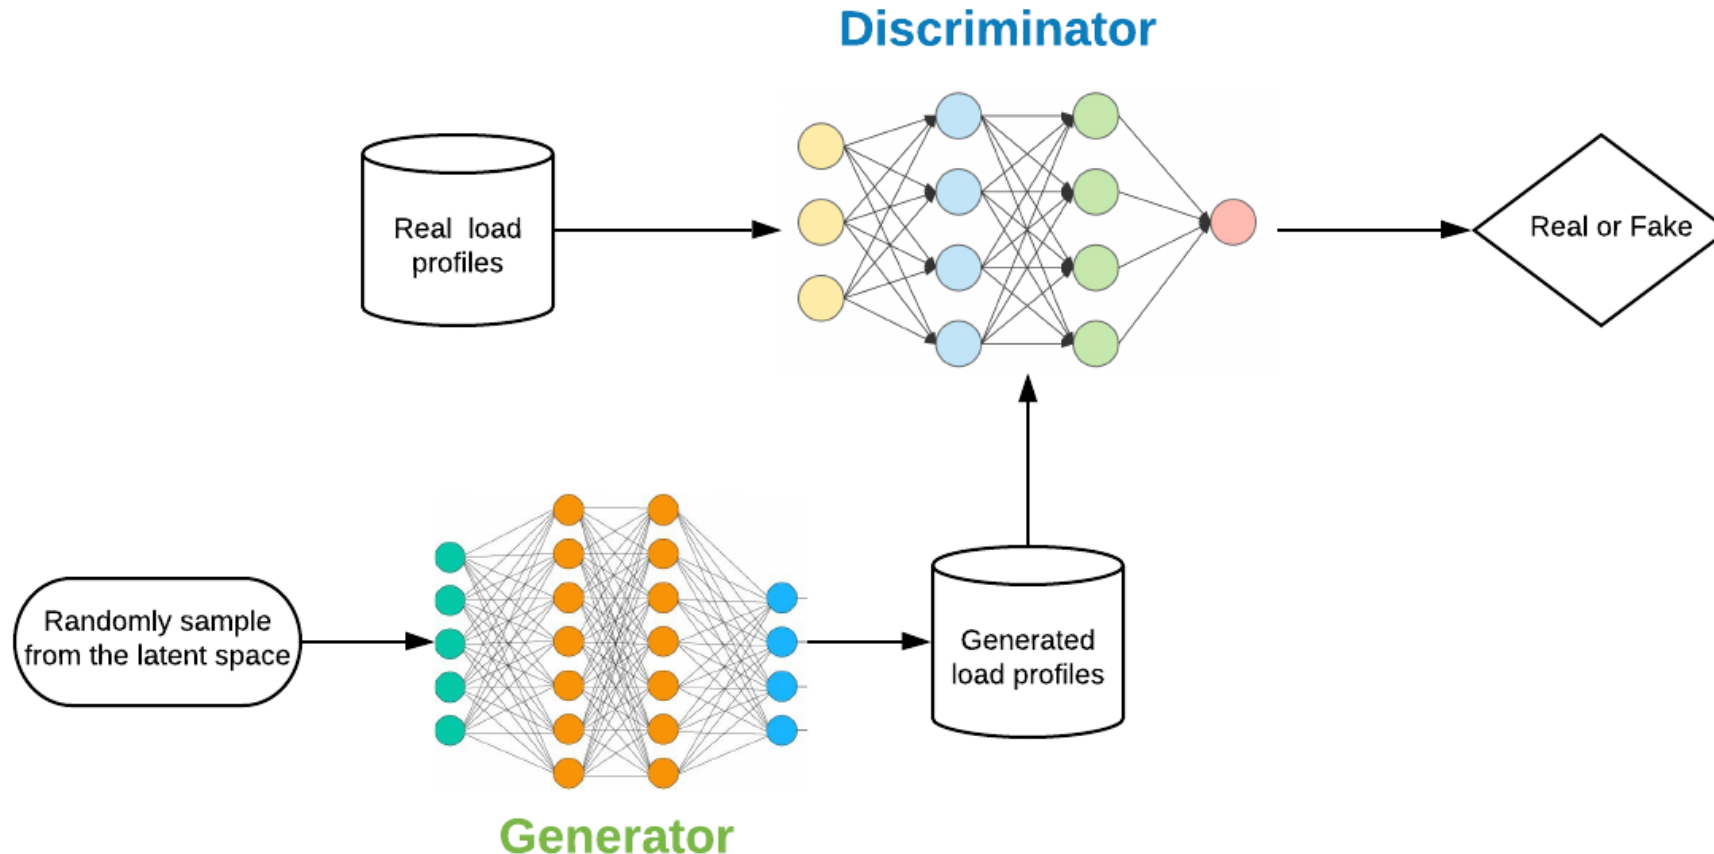 Discriminator
Real load
profiles
Real or Fake
Randomly sample
from the latent space
Generated
load profiles
Generator